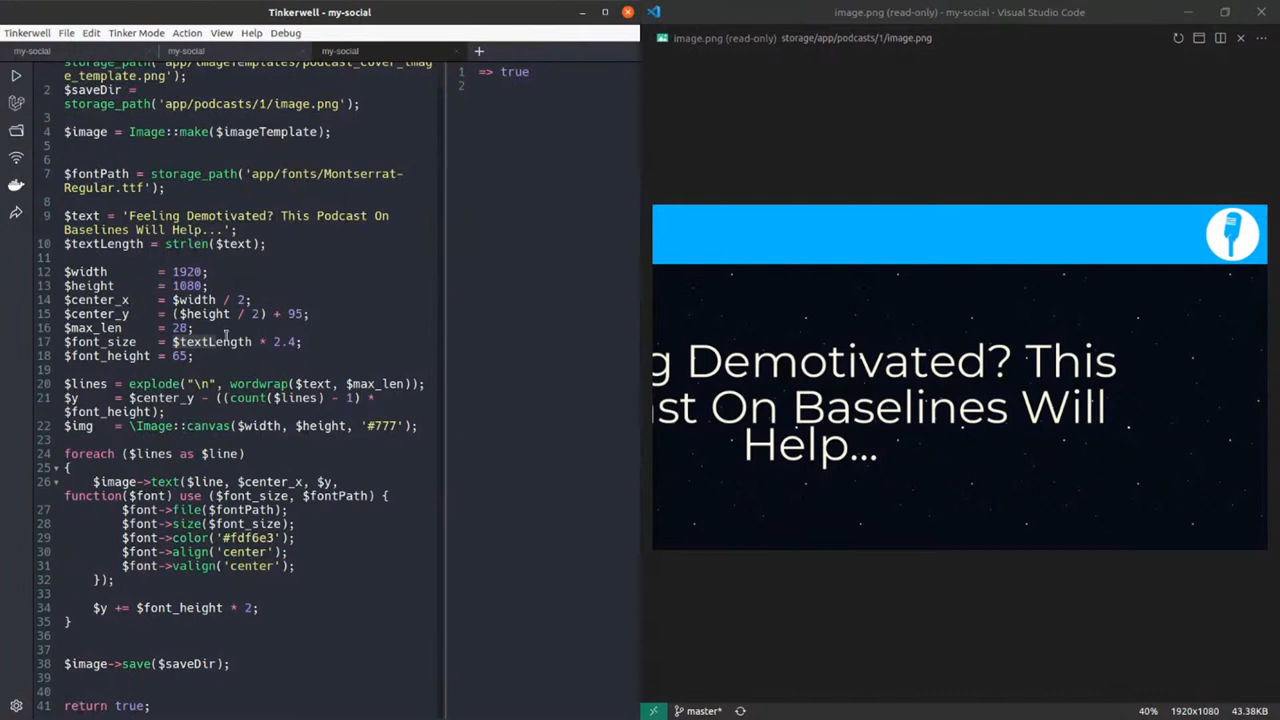 Tinkerwell - my-social
Tinkerwell File Edit Tinker Mode Action View Help Debug
my-social my-social my-social
storage_path('app/imageTemplates/podcast_cover_imag
e_template.png');
2 $saveDir =
storage_path('app/podcasts/1/image.png');
3
4 $image = Image::make($imageTemplate);
5
6
7 $fontPath = storage_path('app/fonts/Montserrat-
Regular.ttf');
8
9 $text = 'Feeling Demotivated? This Podcast On
Baselines Will Help...';
10 $textLength = strlen($text);
11
12 $width = 1920;
13 $height = 1080;
14 $center_x = $width / 2;
15 $center_y = ($height / 2) + 95;
16 $max_len = 28;
17 $font_size = $textLength * 2.4;
18 $font_height = 65;
19
20 $lines = explode("\n", wordwrap($text, $max_len));
21 $y = $center_y - ((count($lines) - 1) *
$font_height);
22 $img = \Image::canvas($width, $height, '#777');
23
24 foreach ($lines as $line)
25 {
26 $image->text($line, $center_x, $y,
function($font) use ($font_size, $fontPath) {
27 $font->file($fontPath);
28 $font->size($font_size);
29 $font->color('#fdf6e3');
30 $font->align('center');
31 $font->valign('center');
32 });
33
34 $y += $font_height * 2;
35 }
36
37
38 $image->save($saveDir);
39
40
41 return true;
1 => true
2
image.png (read-only) - my-social - Visual Studio Code
image.png (read-only) storage/app/podcasts/1/image.png
g Demotivated? This
st On Baselines Will
Help...
master* 40% 1920x1080 43.38KB